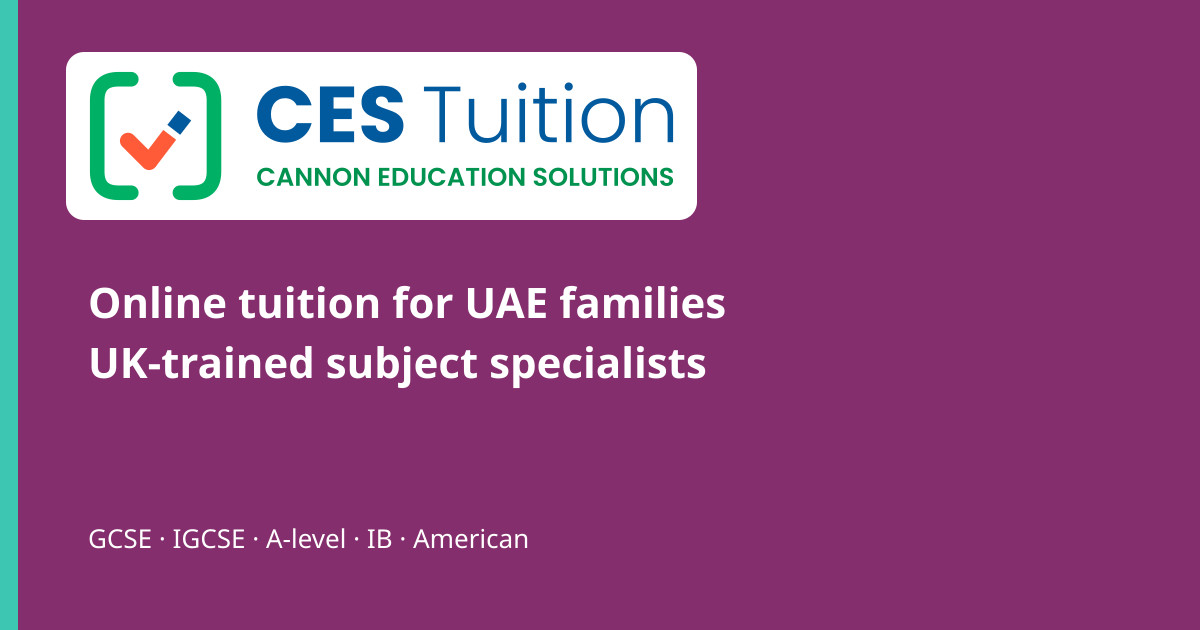 CES Tuition
CANNON EDUCATION SOLUTIONS
Online tuition for UAE families
UK-trained subject specialists
GCSE · IGCSE · A-level · IB · American